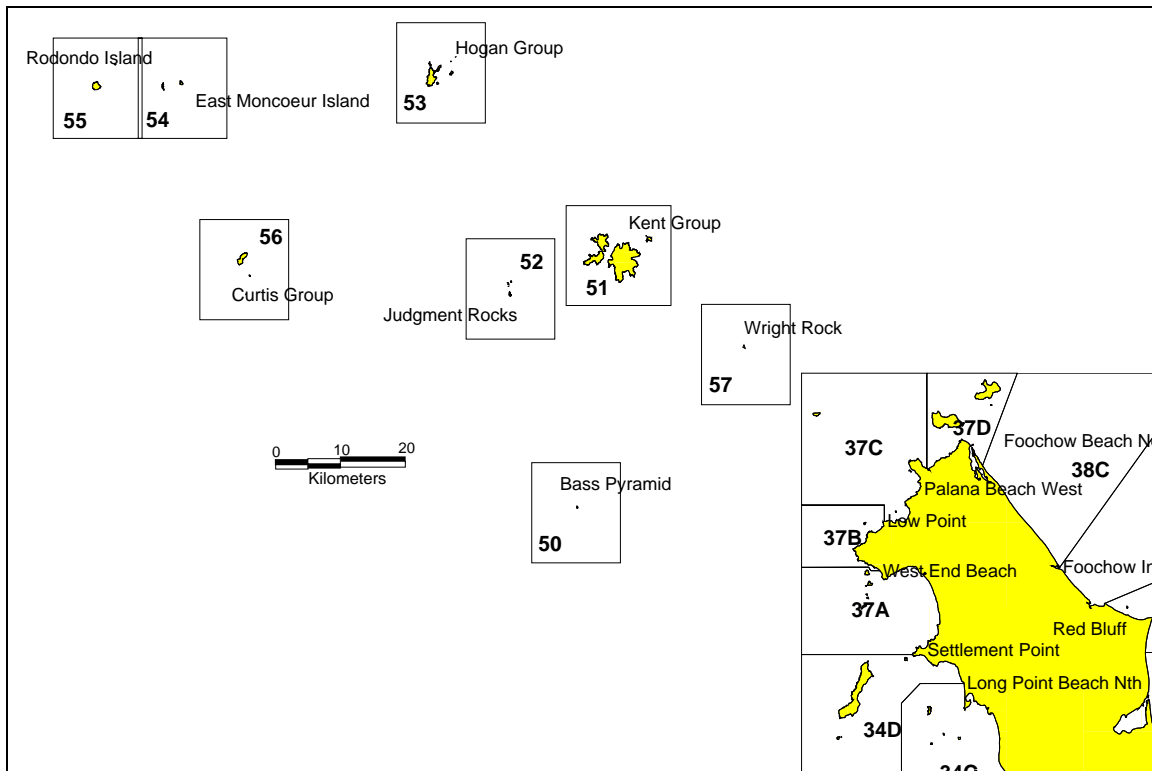 Rodondo Island
55
54
East Moncoeur Island
Hogan Group
53
56
Curtis Group
52
Judgment Rocks
Kent Group
51
Wright Rock
57
0 10 20
Kilometers
Bass Pyramid
50
37C
37D
Foochow Beach
38C
Palana Beach West
Low Point
37B
West End Beach
Foochow
37A
Red Bluff
Settlement Point
Long Point Beach Nth
34D